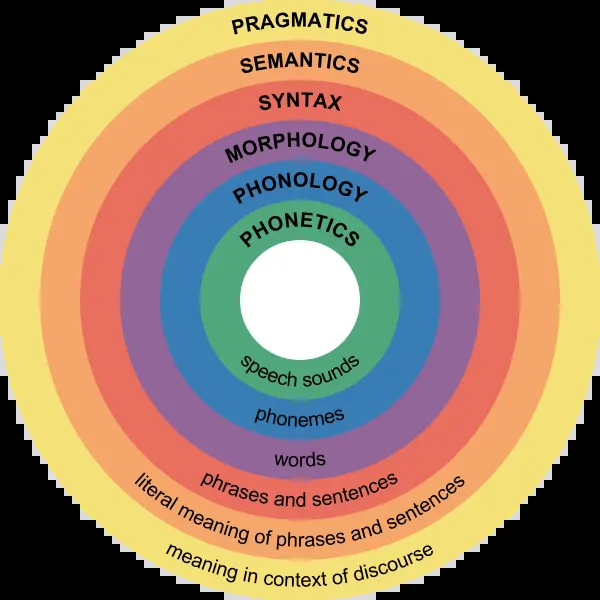 PRAGMATICS
SEMANTICS
SYNTAX
MORPHOLOGY
PHONOLOGY
PHONETICS
speech sounds
phonemes
words
phrases and sentences
literal meaning of phrases and sentences
meaning in context of discourse